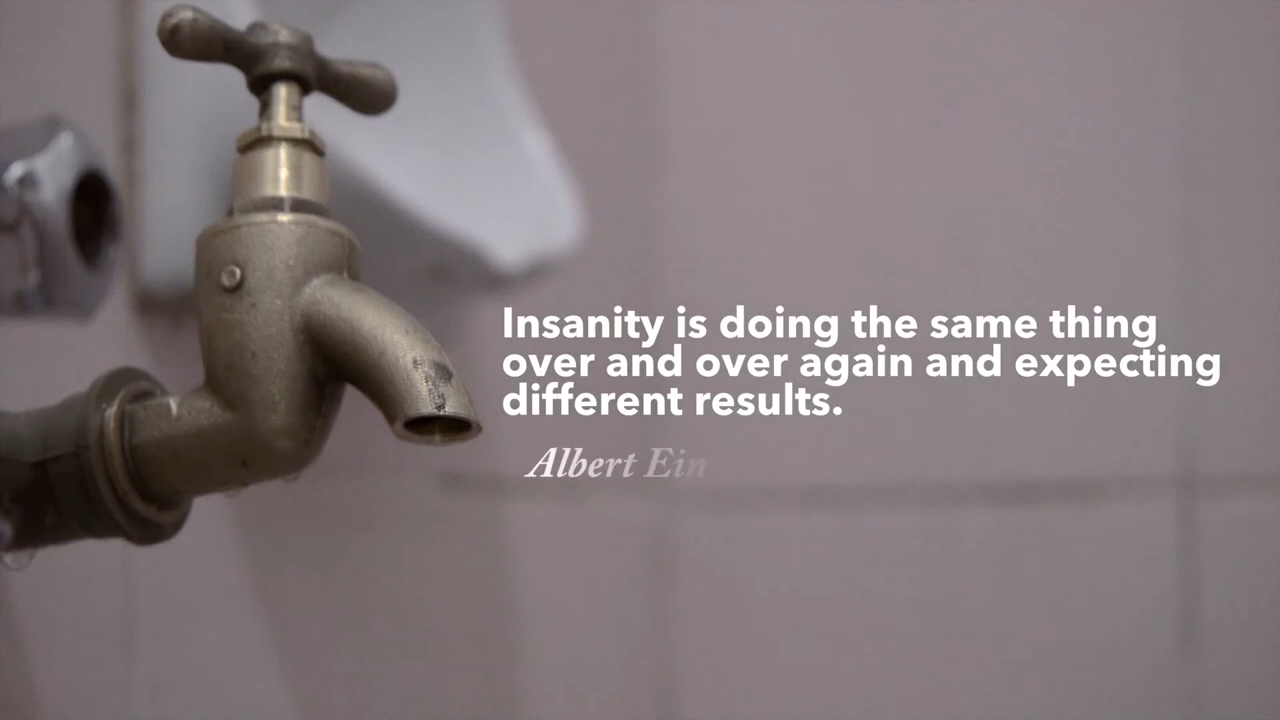 Insanity is doing the same thing
over and over again and expecting
different results.
Albert Ein